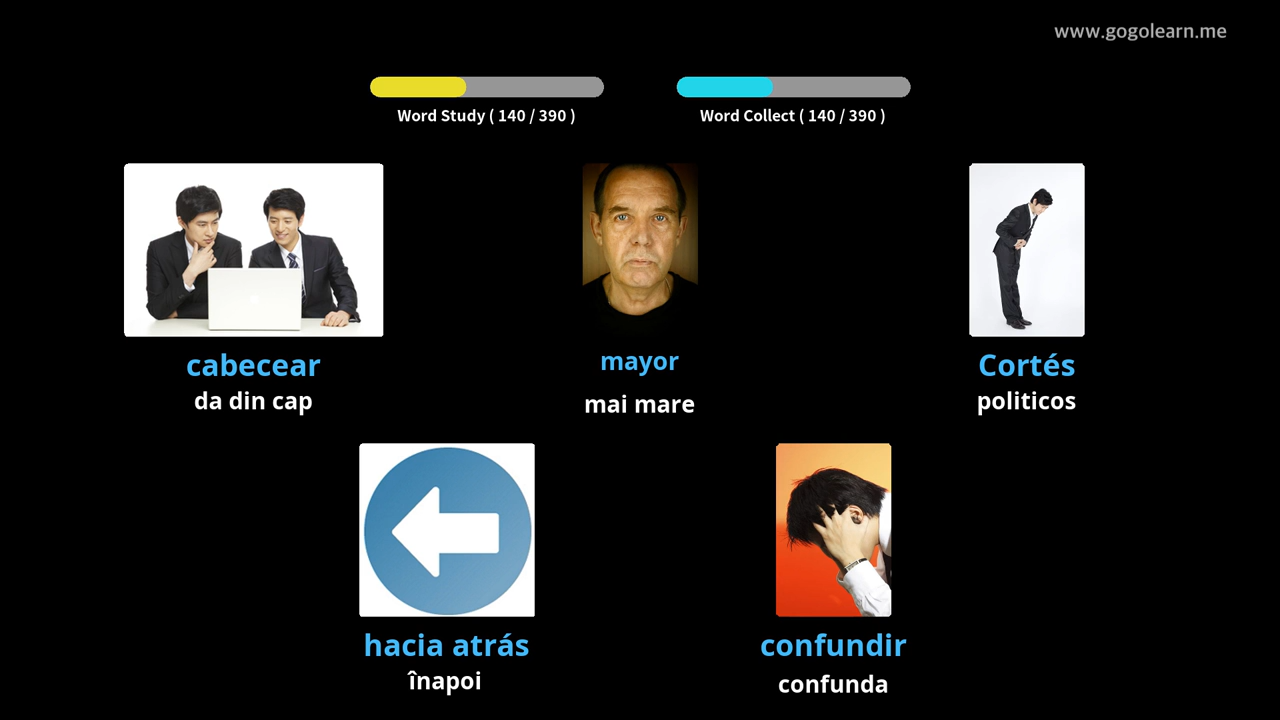 www.gogolearn.me
Word Study ( 140 / 390 )
Word Collect ( 140 / 390 )
cabecear
da din cap
mayor
mai mare
Cortés
politicos
hacia atrás
înapoi
confundir
confunda